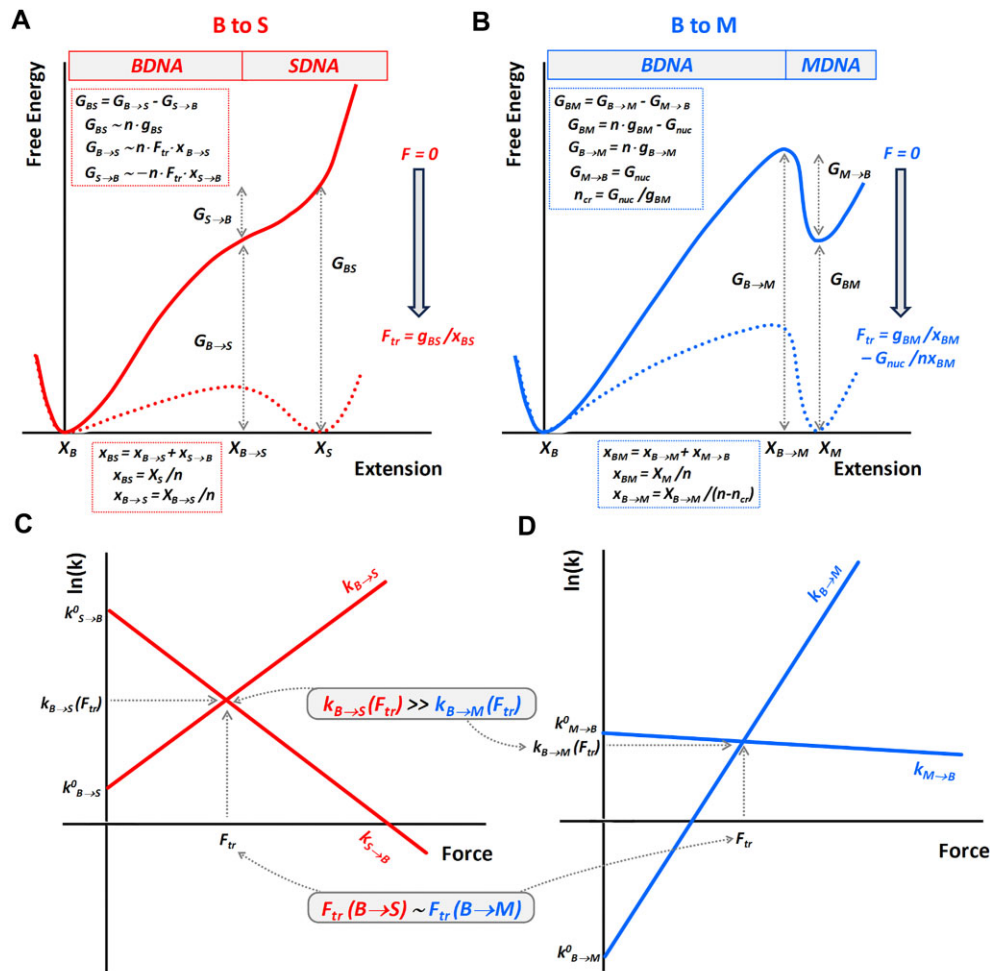 A
B to S
BDNA
SDNA
Free Energy
G_BS = G_B→S - G_S→B
G_BS ~ n· g_BS
G_B→S ~ n· F_tr · x_B→S
G_S→B ~ −n· F_tr · x_S→B
F = 0
G_S→B
G_BS
G_B→S
F_tr = g_BS /x_BS
X_B
X_B→S
X_S
Extension
x_BS = x_B→S + x_S→B
x_BS = X_S /n
x_B→S = X_B→S /n
B
B to M
BDNA
MDNA
Free Energy
G_BM = G_B→M - G_M→B
G_BM = n· g_BM - G_nuc
G_B→M = n· g_B→M
G_M→B = G_nuc
n_cr = G_nuc /g_BM
F = 0
G_M→B
G_B→M
G_BM
F_tr = g_BM /x_BM
− G_nuc /nx_BM
X_B
X_B→M
X_M
Extension
x_BM = x_B→M + x_M→B
x_BM = X_M /n
x_B→M = X_B→M /(n-n_cr)
C
ln(k)
k⁰_S→B
k_B→S
k_B→S (F_tr)
k⁰_B→S
F_tr
k_S→B
Force
k_B→S (F_tr) >> k_B→M (F_tr)
F_tr (B→S) ~ F_tr (B→M)
D
ln(k)
k_B→M
k⁰_M→B
k_B→M (F_tr)
k_M→B
F_tr
Force
k⁰_B→M